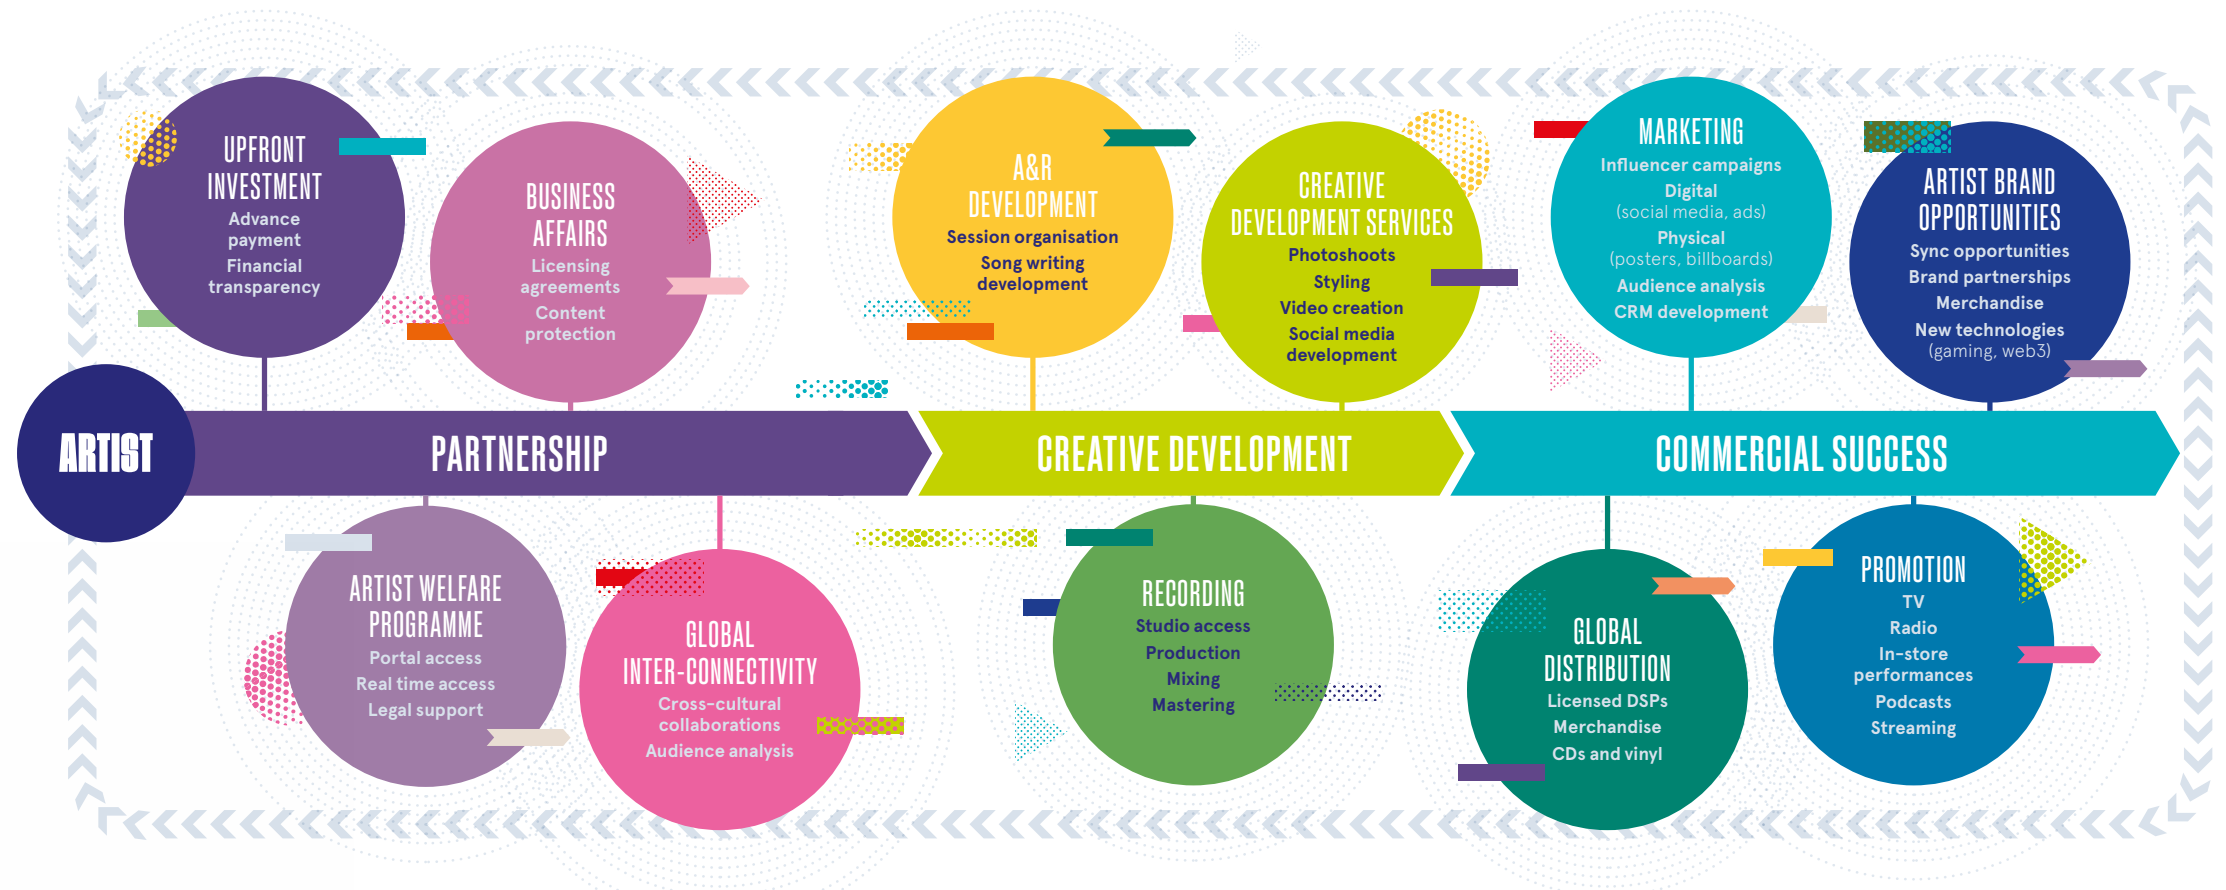 UPFRONT
INVESTMENT
Advance
payment
Financial
transparency
BUSINESS
AFFAIRS
Licensing
agreements
Content
protection
A&R
DEVELOPMENT
Session organisation
Song writing
development
CREATIVE
DEVELOPMENT SERVICES
Photoshoots
Styling
Video creation
Social media
development
MARKETING
Influencer campaigns
Digital
(social media, ads)
Physical
(posters, billboards)
Audience analysis
CRM development
ARTIST BRAND
OPPORTUNITIES
Sync opportunities
Brand partnerships
Merchandise
New technologies
(gaming, web3)
ARTIST
PARTNERSHIP
CREATIVE DEVELOPMENT
COMMERCIAL SUCCESS
ARTIST WELFARE
PROGRAMME
Portal access
Real time access
Legal support
GLOBAL
INTER-CONNECTIVITY
Cross-cultural
collaborations
Audience analysis
RECORDING
Studio access
Production
Mixing
Mastering
GLOBAL
DISTRIBUTION
Licensed DSPs
Merchandise
CDs and vinyl
PROMOTION
TV
Radio
In-store
performances
Podcasts
Streaming